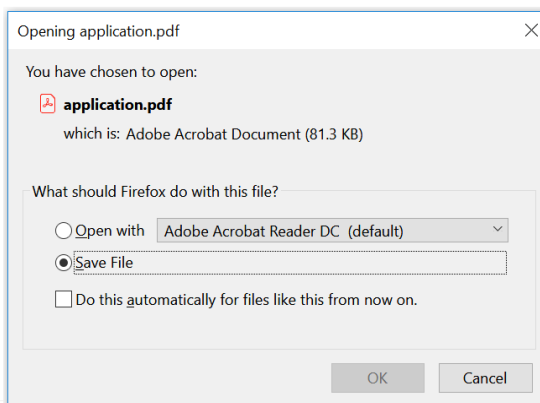 Opening application.pdf
You have chosen to open:
application.pdf
which is: Adobe Acrobat Document (81.3 KB)
What should Firefox do with this file?
Open with Adobe Acrobat Reader DC (default)
Save File
Do this automatically for files like this from now on.
OK Cancel